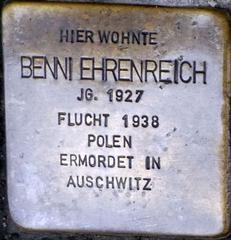 HIER WOHNTE
BENNI EHRENREICH
JG. 1927
FLUCHT 1938
POLEN
ERMORDET IN
AUSCHWITZ